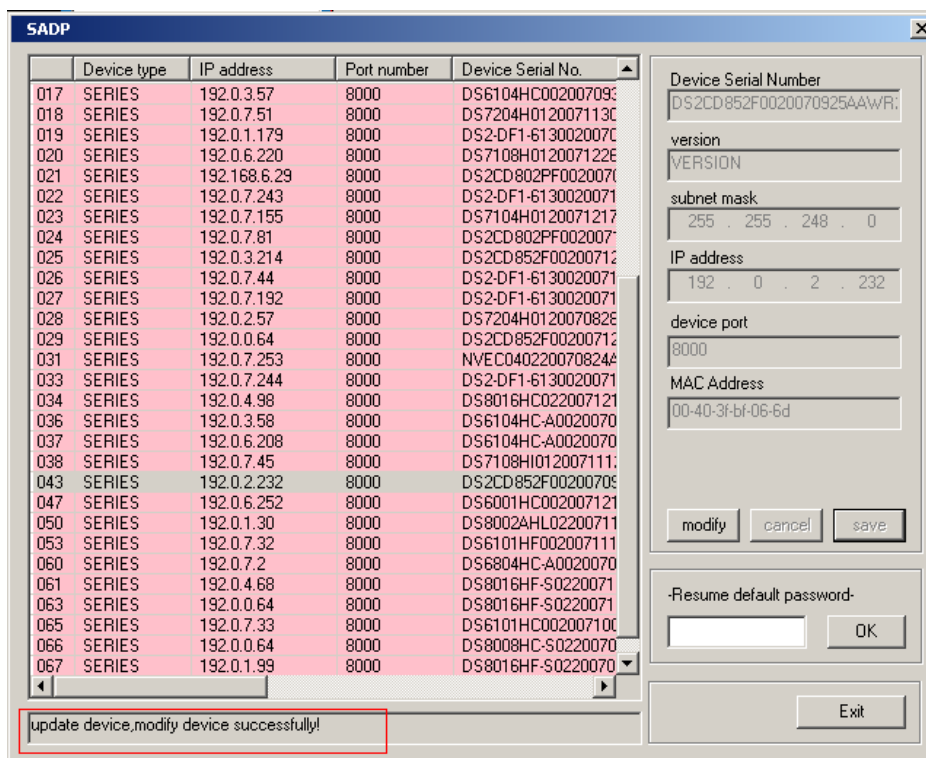 SADP
Device type IP address Port number Device Serial No.
017 SERIES 192.0.3.57 8000 DS6104HC002007093
018 SERIES 192.0.7.51 8000 DS7204H0120071130
019 SERIES 192.0.1.179 8000 DS2-DF1-613002007
020 SERIES 192.0.6.220 8000 DS7108H0120071226
021 SERIES 192.168.6.29 8000 DS2CD802PF002007
022 SERIES 192.0.7.243 8000 DS2-DF1-6130020071
023 SERIES 192.0.7.155 8000 DS7104H0120071217
024 SERIES 192.0.7.81 8000 DS2CD802PF002007
025 SERIES 192.0.3.214 8000 DS2CD852F00200712
026 SERIES 192.0.7.44 8000 DS2-DF1-6130020071
027 SERIES 192.0.7.192 8000 DS2-DF1-6130020071
028 SERIES 192.0.2.57 8000 DS7204H0120070828
029 SERIES 192.0.0.64 8000 DS2CD852F00200712
031 SERIES 192.0.7.253 8000 NVEC040220070824A
033 SERIES 192.0.7.244 8000 DS2-DF1-6130020071
034 SERIES 192.0.4.98 8000 DS8016HC022007121
036 SERIES 192.0.3.58 8000 DS6104HC-A0020070
037 SERIES 192.0.6.208 8000 DS6104HC-A0020070
038 SERIES 192.0.7.45 8000 DS7108HI012007111
043 SERIES 192.0.2.232 8000 DS2CD852F00200709
047 SERIES 192.0.6.252 8000 DS6001HC002007121
050 SERIES 192.0.1.30 8000 DS8002AHL02200711
053 SERIES 192.0.7.32 8000 DS6101HF002007111
060 SERIES 192.0.7.2 8000 DS6804HC-A0020070
061 SERIES 192.0.4.68 8000 DS8016HF-S0220071
063 SERIES 192.0.0.64 8000 DS8016HF-S0220071
065 SERIES 192.0.7.33 8000 DS6101HC002007100
066 SERIES 192.0.0.64 8000 DS8008HC-S0220070
067 SERIES 192.0.1.99 8000 DS8016HF-S0220070
update device,modify device successfully!
Device Serial Number
DS2CD852F0020070925AAWR
version
VERSION
subnet mask
255 . 255 . 248 . 0
IP address
192 . 0 . 2 . 232
device port
8000
MAC Address
00-40-3f-bf-06-6d
modify cancel save
-Resume default password-
OK
Exit